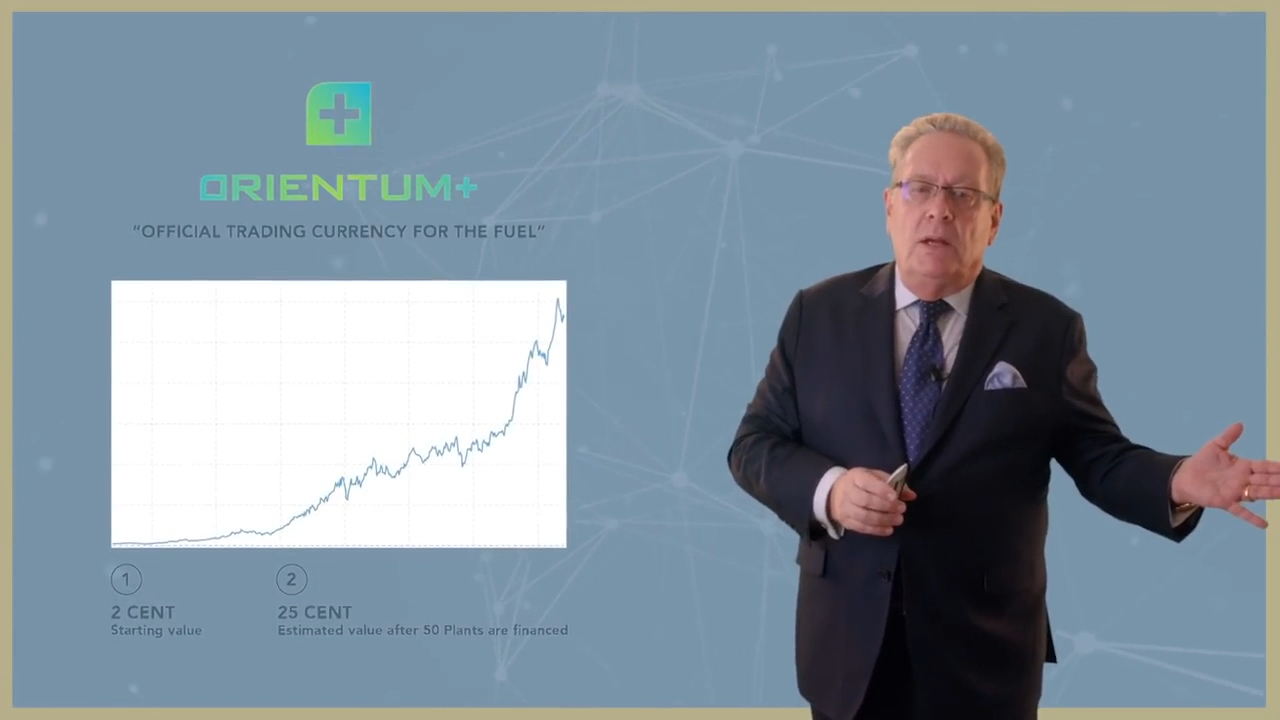 ORIENTUM+
“OFFICIAL TRADING CURRENCY FOR THE FUEL”
1
2 CENT
Starting value
2
25 CENT
Estimated value after 50 Plants are financed